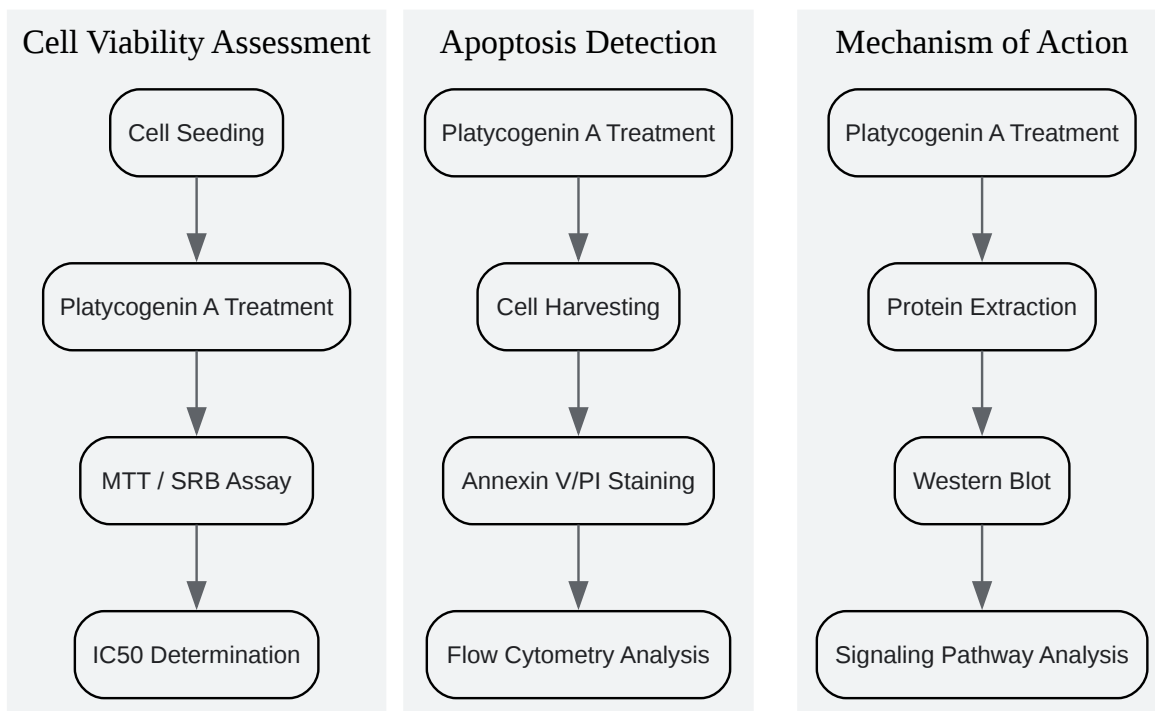 Cell Viability Assessment
Cell Seeding
Platycogenin A Treatment
MTT / SRB Assay
IC50 Determination
Apoptosis Detection
Platycogenin A Treatment
Cell Harvesting
Annexin V/PI Staining
Flow Cytometry Analysis
Mechanism of Action
Platycogenin A Treatment
Protein Extraction
Western Blot
Signaling Pathway Analysis